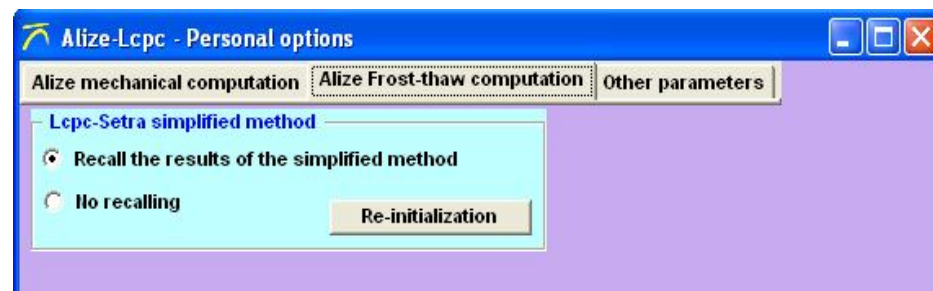 Alize-Lcpc - Personal options
Alize mechanical computation Alize Frost-thaw computation Other parameters
Lcpc-Setra simplified method
Recall the results of the simplified method
No recalling
Re-initialization